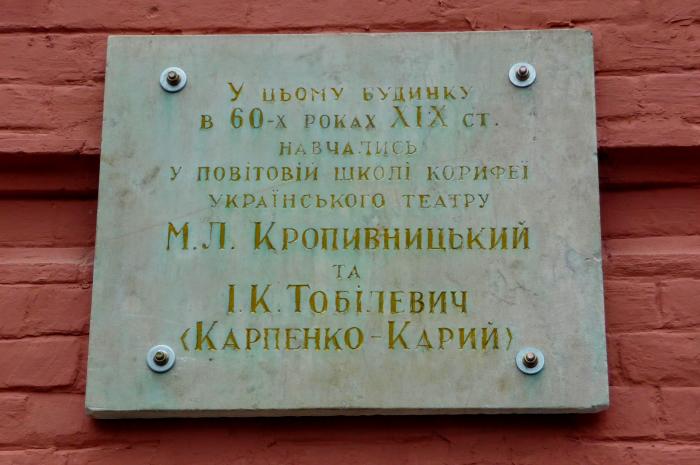 У цьому будинку
в 60-х роках XIX ст.
навчались
у повітовій школі корифеї
українського театру
М.Л. Кропивницький
та
І.К. Тобілевич
(Карпенко-Карий)